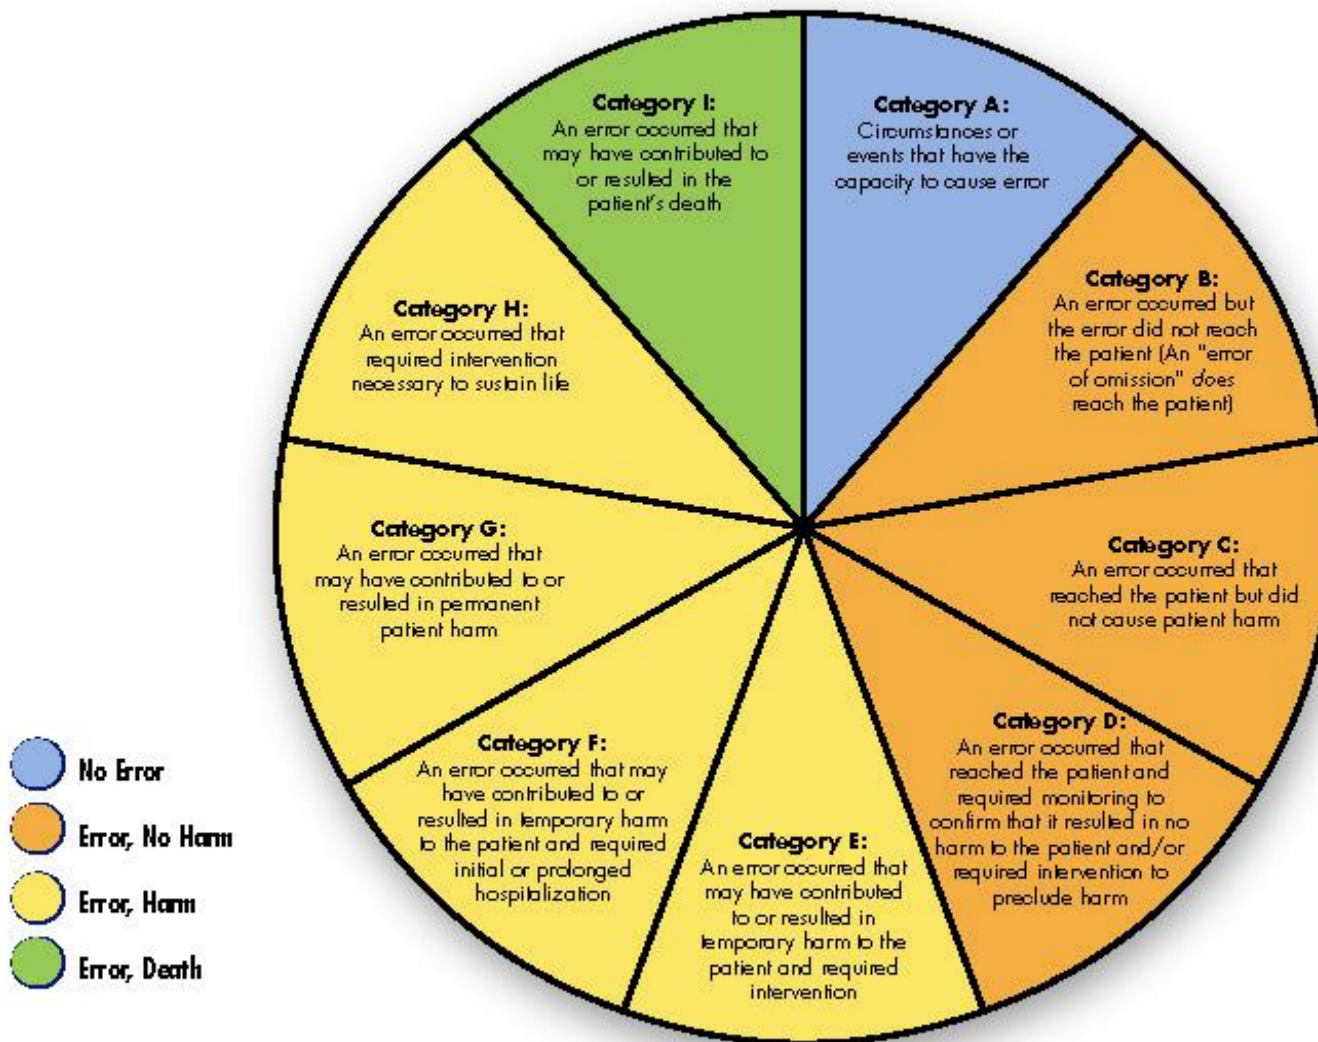 Category I:
An error occurred that
may have contributed to
or resulted in the
patient's death
Category A:
Circumstances or
events that have the
capacity to cause error
Category B:
An error occurred but
the error did not reach
the patient (An "error
of omission" does
reach the patient)
Category H:
An error occurred that
required intervention
necessary to sustain life
Category C:
An error occurred that
reached the patient but did
not cause patient harm
Category G:
An error occurred that
may have contributed to or
resulted in permanent
patient harm
Category D:
An error occurred that
reached the patient and
required monitoring to
confirm that it resulted in no
harm to the patient and/or
required intervention to
preclude harm
Category F:
An error occurred that may
have contributed to or
resulted in temporary harm
to the patient and required
initial or prolonged
hospitalization
Category E:
An error occurred that
may have contributed
to or resulted in
temporary harm to the
patient and required
intervention
No Error
Error, No Harm
Error, Harm
Error, Death